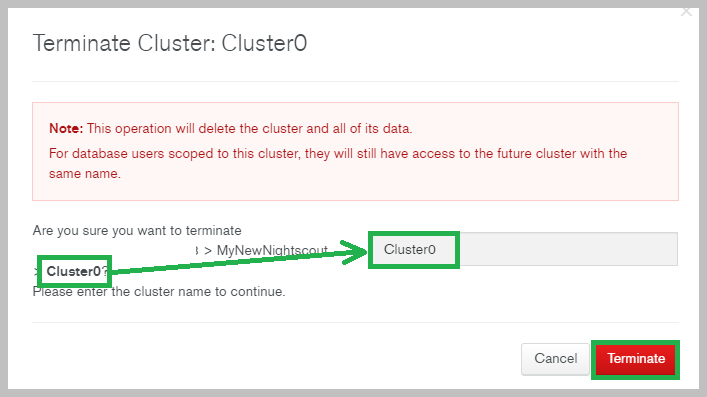 Terminate Cluster: Cluster0
Note: This operation will delete the cluster and all of its data.
For database users scoped to this cluster, they will still have access to the future cluster with the
same name.
Are you sure you want to terminate
> MyNewNightscout
> Cluster0?
Please enter the cluster name to continue.
Cluster0
Cancel
Terminate